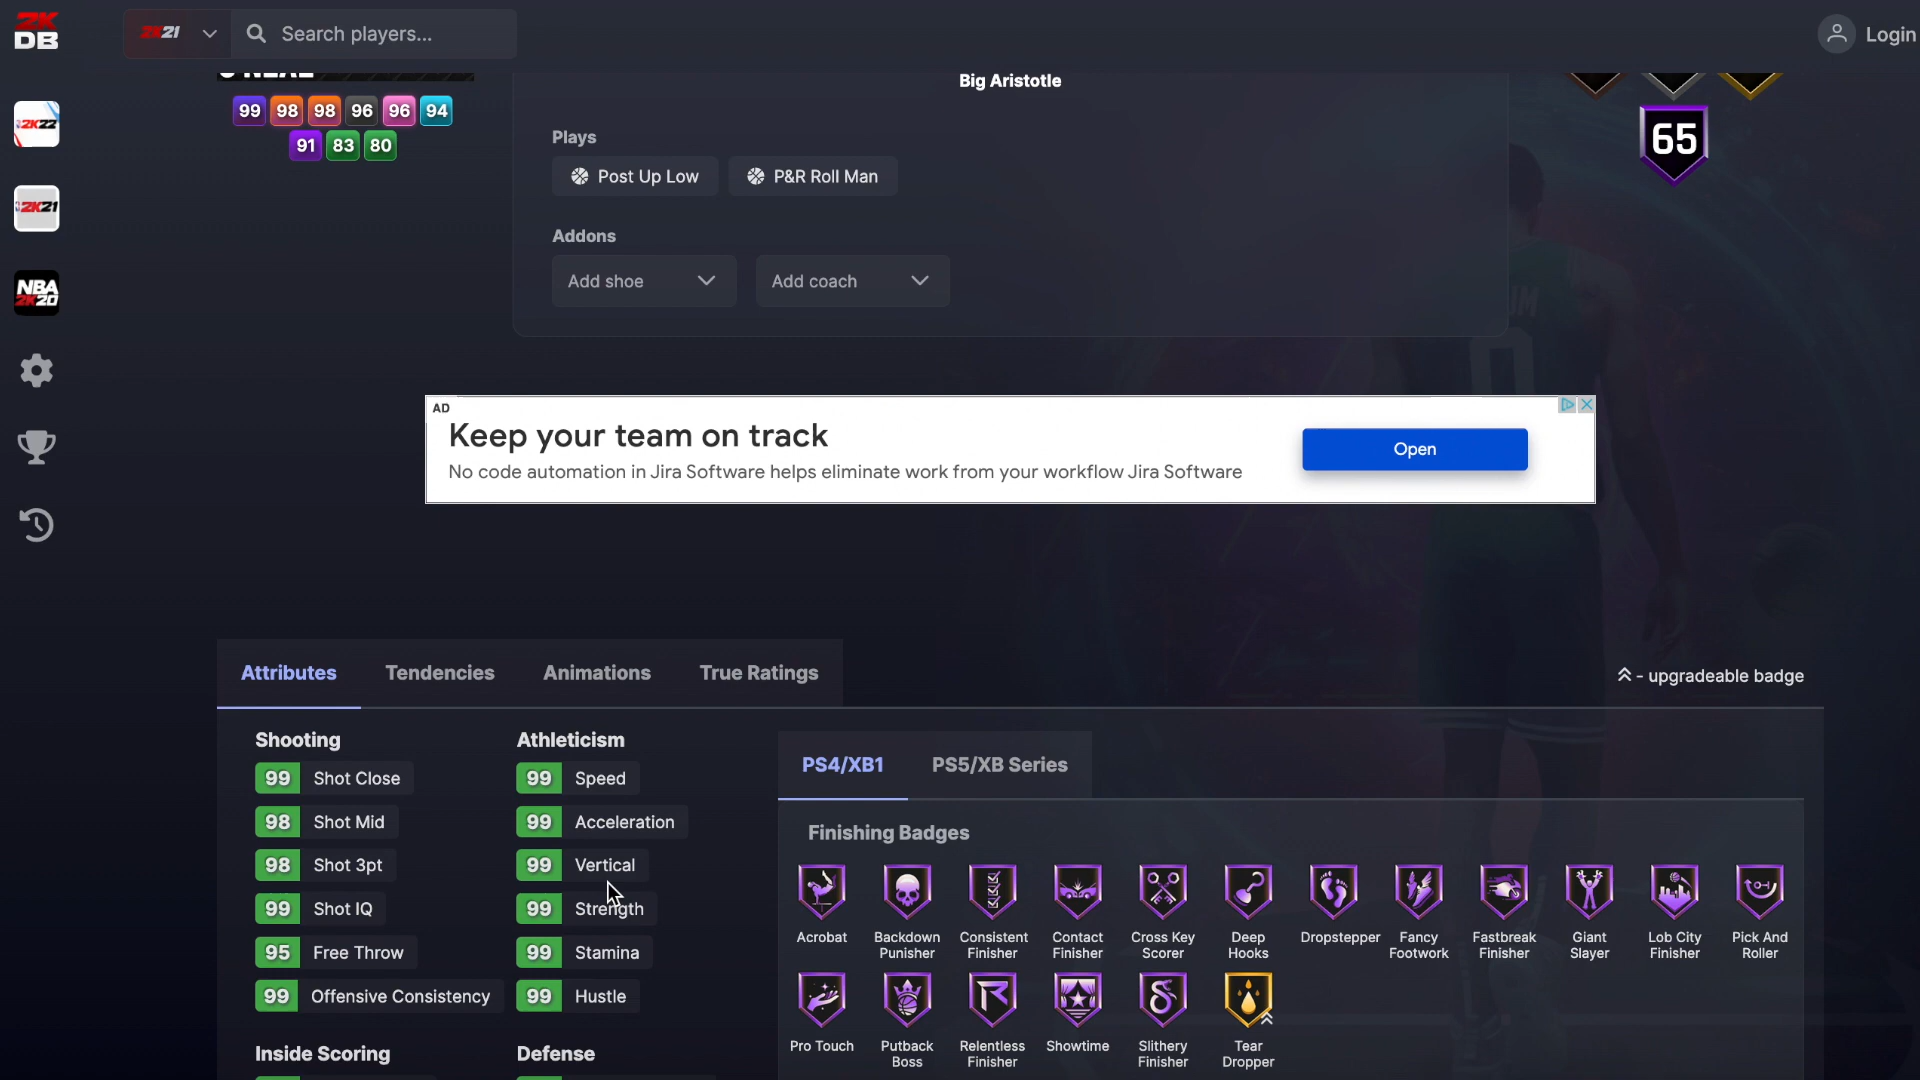 2K
DB
2K21
Search players...
Login
O'NEAL
99 98 98 96 96 94
91 83 80
Big Aristotle
Plays
Post Up Low
P&R Roll Man
Addons
Add shoe
Add coach
65
2K22
2K21
NBA
2K20
AD
Keep your team on track
No code automation in Jira Software helps eliminate work from your workflow Jira Software
Open
Attributes
Tendencies
Animations
True Ratings
- upgradeable badge
Shooting
99 Shot Close
98 Shot Mid
98 Shot 3pt
99 Shot IQ
95 Free Throw
99 Offensive Consistency
Inside Scoring
Athleticism
99 Speed
99 Acceleration
99 Vertical
99 Strength
99 Stamina
99 Hustle
Defense
PS4/XB1
PS5/XB Series
Finishing Badges
Acrobat
Backdown
Punisher
Consistent
Finisher
Contact
Finisher
Cross Key
Scorer
Deep
Hooks
Dropstepper
Fancy
Footwork
Fastbreak
Finisher
Giant
Slayer
Lob City
Finisher
Pick And
Roller
Pro Touch
Putback
Boss
Relentless
Finisher
Showtime
Slithery
Finisher
Tear
Dropper